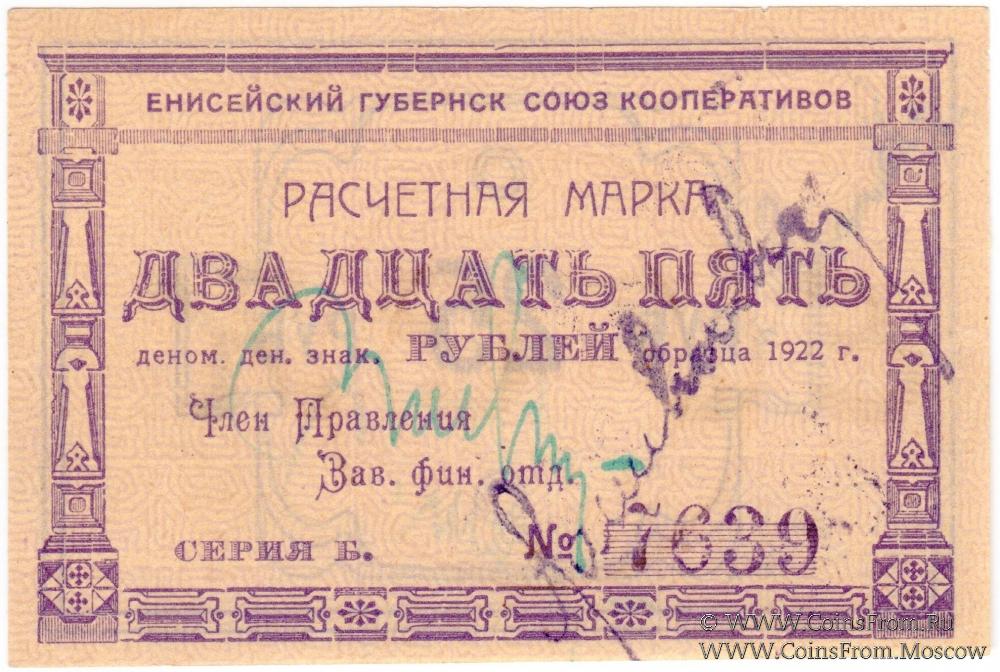 ЕНИСЕЙСКИЙ ГУБЕРНСК СОЮЗ КООПЕРАТИВОВ
РАСЧЕТНАЯ МАРКА
ДВАДЦАТЬ ПЯТЬ
деном. ден. знак. РУБЛЕЙ образца 1922 г.
Член Правления
Зав. фин. отд.
СЕРИЯ Б. № 7639
© WWW.CoinsFrom.Ru
WWW.CoinsFrom.Moscow